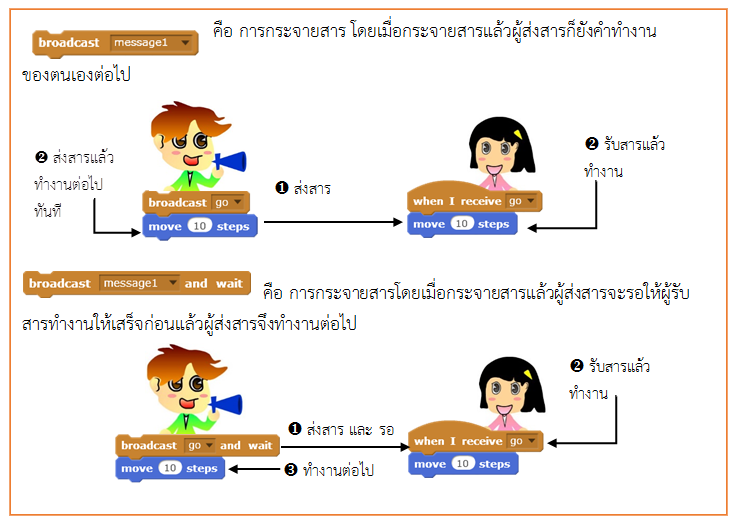 broadcast message1 คือ การกระจายสาร โดยเมื่อกระจายสารแล้วผู้ส่งสารก็ยังคำทำงาน
ของตนเองต่อไป
❷ ส่งสารแล้ว
ทำงานต่อไป
ทันที
broadcast go
move 10 steps
❶ ส่งสาร
❷ รับสารแล้ว
ทำงาน
when I receive go
move 10 steps
broadcast message1 and wait คือ การกระจายสารโดยเมื่อกระจายสารแล้วผู้ส่งสารจะรอให้ผู้รับ
สารทำงานให้เสร็จก่อนแล้วผู้ส่งสารจึงทำงานต่อไป
❷ รับสารแล้ว
ทำงาน
❶ ส่งสาร และ รอ
broadcast go and wait
move 10 steps
❸ ทำงานต่อไป
when I receive go
move 10 steps